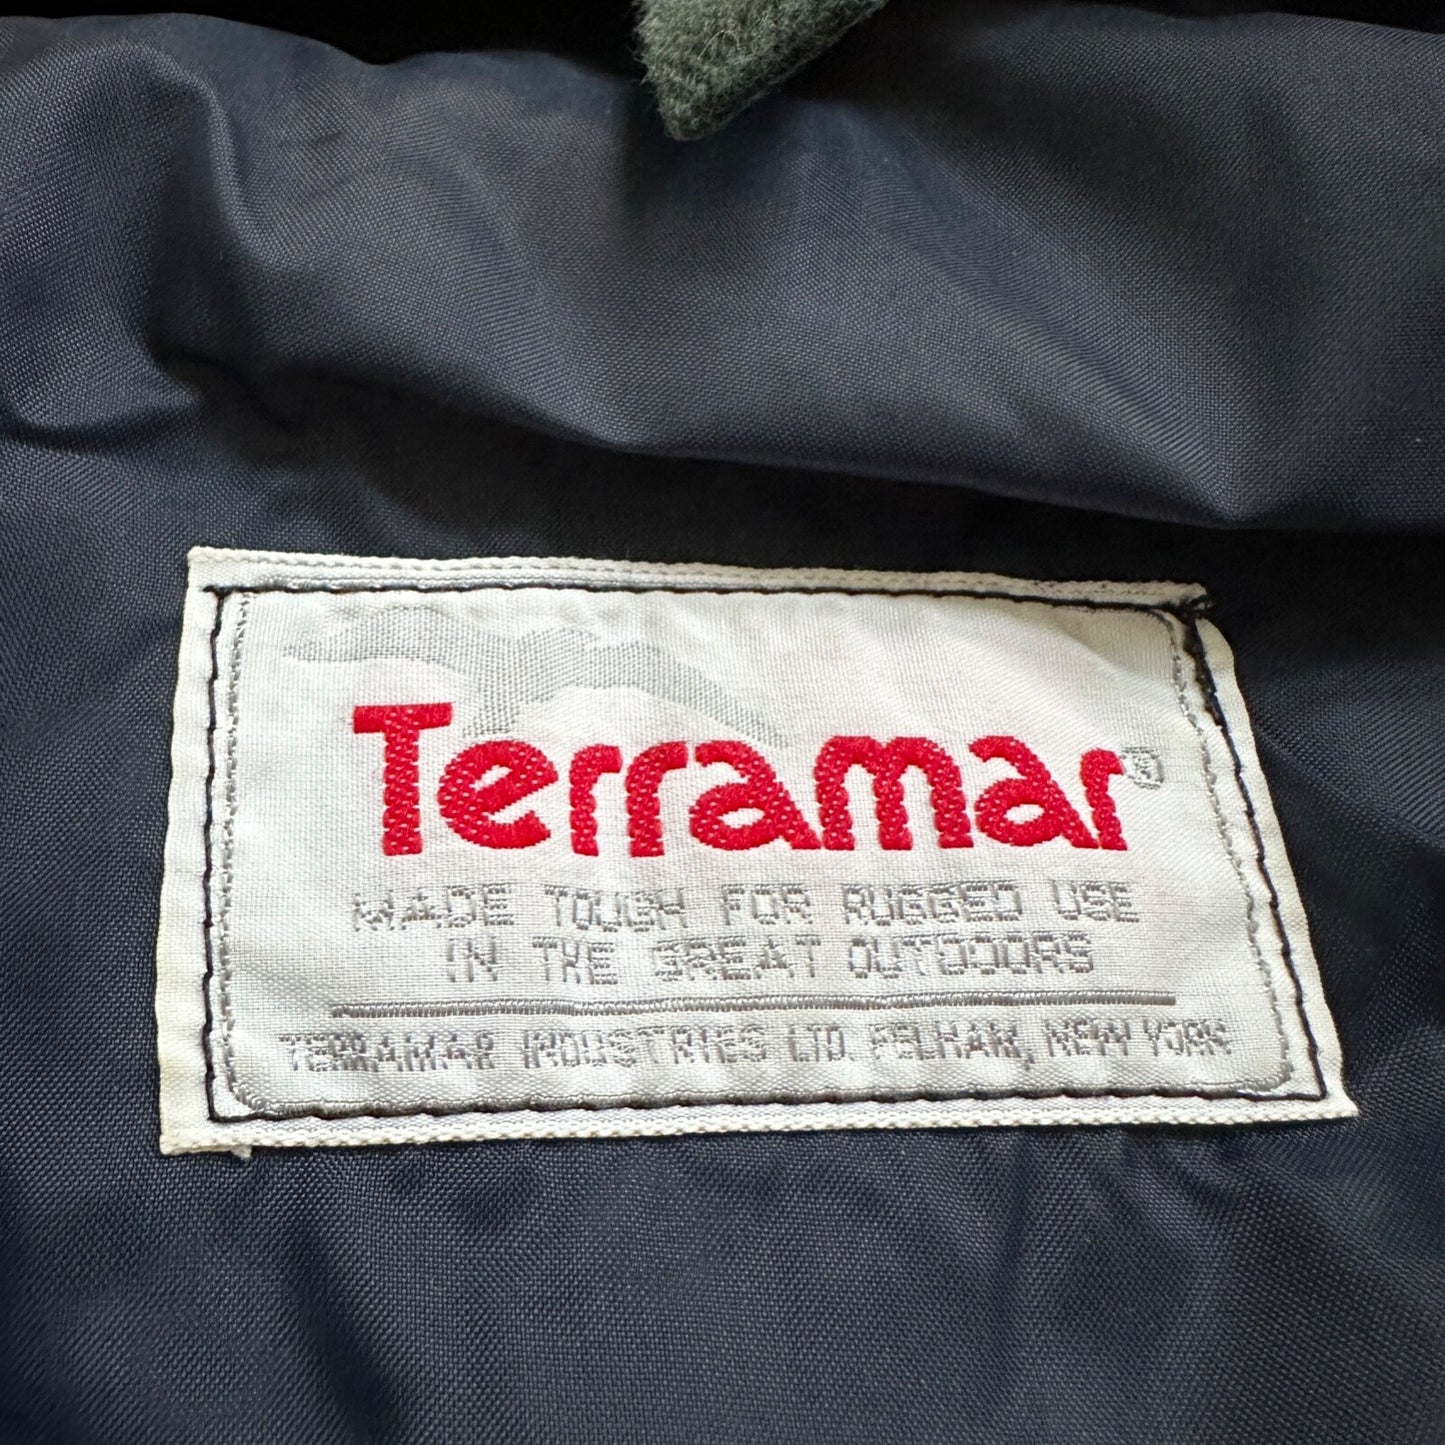 Terramar®
MADE TOUGH FOR RUGGED USE
IN THE GREAT OUTDOORS
TERRAMAR INDUSTRIES LTD. PELHAM, NEW YORK